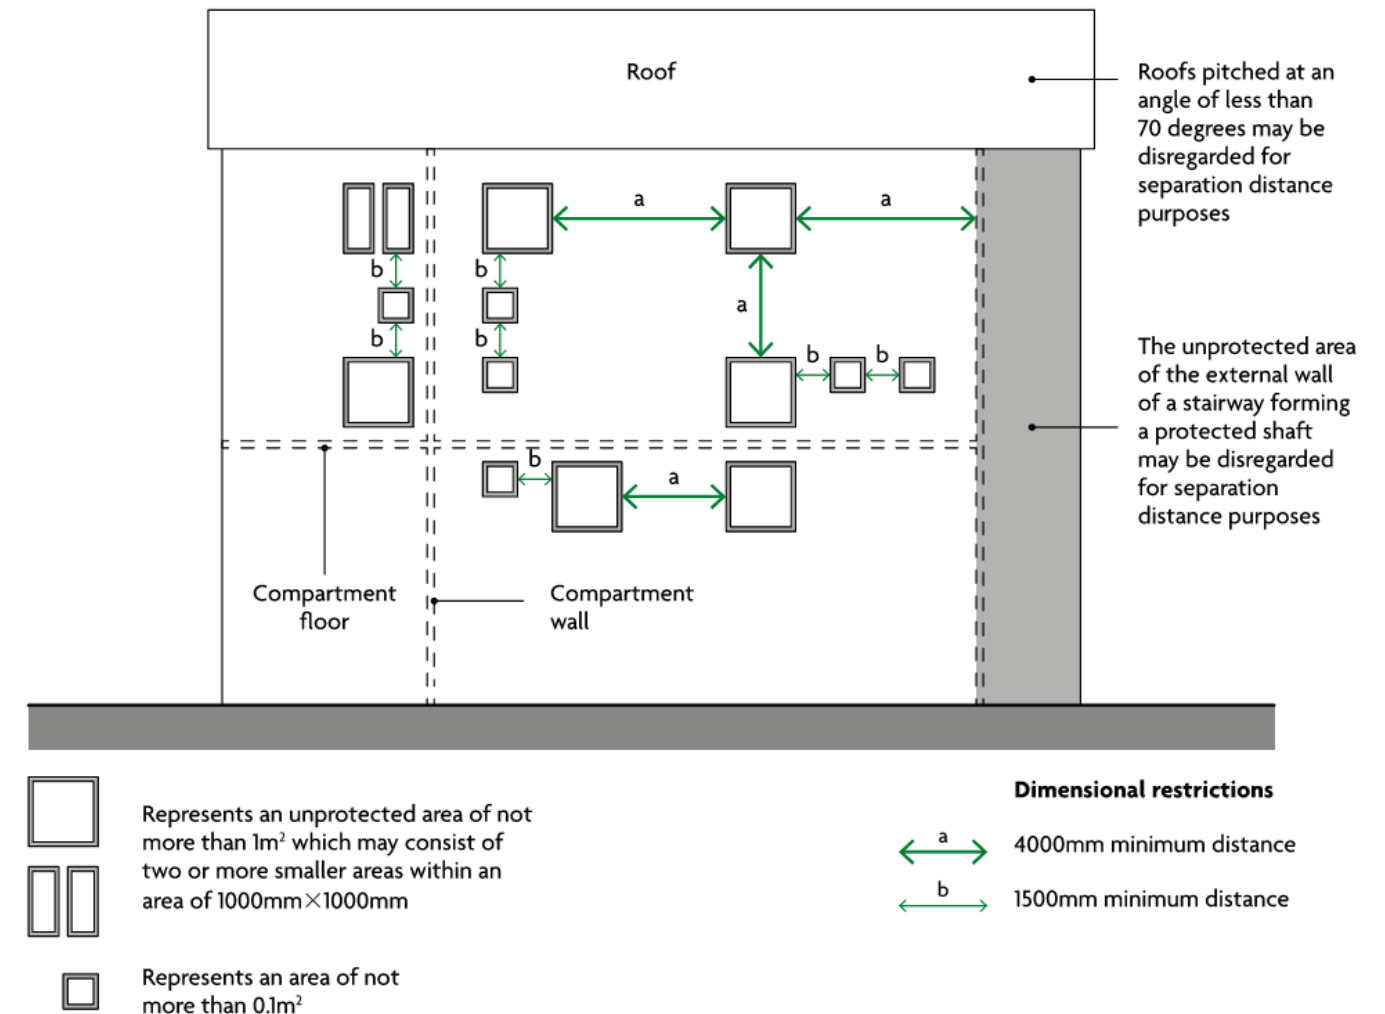 Roof
Roofs pitched at an
angle of less than
70 degrees may be
disregarded for
separation distance
purposes
a
a
b
b
a
b
b
b
b
The unprotected area
of the external wall
of a stairway forming
a protected shaft
may be disregarded
for separation
distance purposes
b
a
Compartment
floor
Compartment
wall
Represents an unprotected area of not
more than 1m² which may consist of
two or more smaller areas within an
area of 1000mm×1000mm
Represents an area of not
more than 0.1m²
Dimensional restrictions
a
4000mm minimum distance
b
1500mm minimum distance